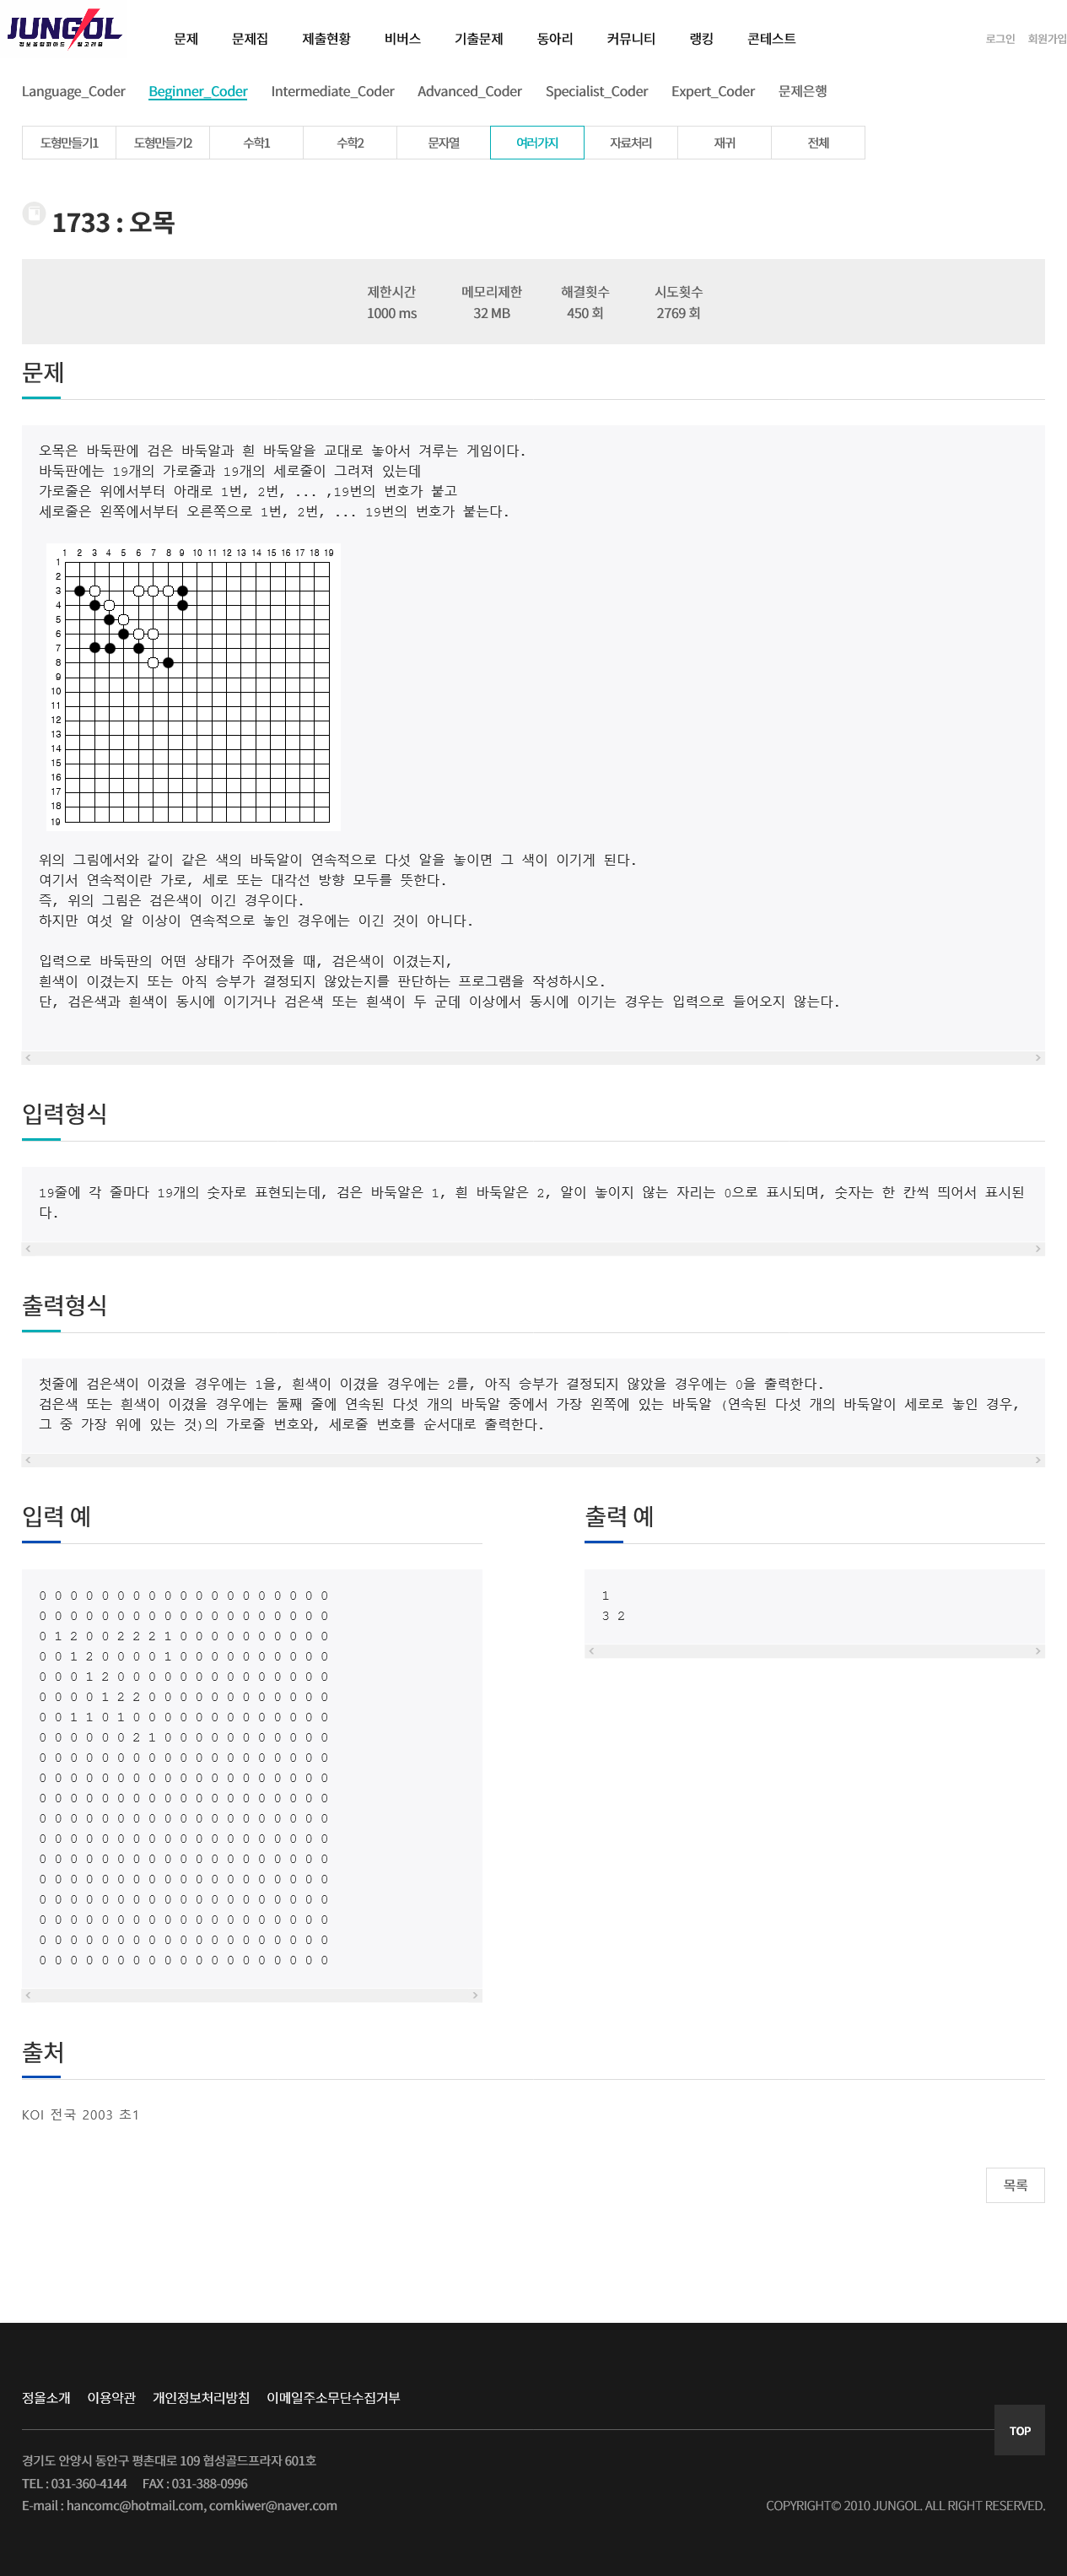 JUNGOL
정보올림피아드 알고리즘
문제 문제집 제출현황 비버스 기출문제 동아리 커뮤니티 랭킹 콘테스트 로그인 회원가입
Language_Coder Beginner_Coder Intermediate_Coder Advanced_Coder Specialist_Coder Expert_Coder 문제은행
도형만들기1 도형만들기2 수학1 수학2 문자열 여러가지 자료처리 재귀 전체
1733 : 오목
제한시간 메모리제한 해결횟수 시도횟수
1000 ms 32 MB 450 회 2769 회
문제
오목은 바둑판에 검은 바둑알과 흰 바둑알을 교대로 놓아서 겨루는 게임이다.
바둑판에는 19개의 가로줄과 19개의 세로줄이 그려져 있는데
가로줄은 위에서부터 아래로 1번, 2번, ... ,19번의 번호가 붙고
세로줄은 왼쪽에서부터 오른쪽으로 1번, 2번, ... 19번의 번호가 붙는다.
1 2 3 4 5 6 7 8 9 10 11 12 13 14 15 16 17 18 19
1
2
3
4
5
6
7
8
9
10
11
12
13
14
15
16
17
18
19
위의 그림에서와 같이 같은 색의 바둑알이 연속적으로 다섯 알을 놓이면 그 색이 이기게 된다.
여기서 연속적이란 가로, 세로 또는 대각선 방향 모두를 뜻한다.
즉, 위의 그림은 검은색이 이긴 경우이다.
하지만 여섯 알 이상이 연속적으로 놓인 경우에는 이긴 것이 아니다.
입력으로 바둑판의 어떤 상태가 주어졌을 때, 검은색이 이겼는지,
흰색이 이겼는지 또는 아직 승부가 결정되지 않았는지를 판단하는 프로그램을 작성하시오.
단, 검은색과 흰색이 동시에 이기거나 검은색 또는 흰색이 두 군데 이상에서 동시에 이기는 경우는 입력으로 들어오지 않는다.
입력형식
19줄에 각 줄마다 19개의 숫자로 표현되는데, 검은 바둑알은 1, 흰 바둑알은 2, 알이 놓이지 않는 자리는 0으로 표시되며, 숫자는 한 칸씩 띄어서 표시된
다.
출력형식
첫줄에 검은색이 이겼을 경우에는 1을, 흰색이 이겼을 경우에는 2를, 아직 승부가 결정되지 않았을 경우에는 0을 출력한다.
검은색 또는 흰색이 이겼을 경우에는 둘째 줄에 연속된 다섯 개의 바둑알 중에서 가장 왼쪽에 있는 바둑알 (연속된 다섯 개의 바둑알이 세로로 놓인 경우,
그 중 가장 위에 있는 것)의 가로줄 번호와, 세로줄 번호를 순서대로 출력한다.
입력 예
0 0 0 0 0 0 0 0 0 0 0 0 0 0 0 0 0 0 0
0 0 0 0 0 0 0 0 0 0 0 0 0 0 0 0 0 0 0
0 1 2 0 0 2 2 2 1 0 0 0 0 0 0 0 0 0 0
0 0 1 2 0 0 0 0 1 0 0 0 0 0 0 0 0 0 0
0 0 0 1 2 0 0 0 0 0 0 0 0 0 0 0 0 0 0
0 0 0 0 1 2 2 0 0 0 0 0 0 0 0 0 0 0 0
0 0 1 1 0 1 0 0 0 0 0 0 0 0 0 0 0 0 0
0 0 0 0 0 0 2 1 0 0 0 0 0 0 0 0 0 0 0
0 0 0 0 0 0 0 0 0 0 0 0 0 0 0 0 0 0 0
0 0 0 0 0 0 0 0 0 0 0 0 0 0 0 0 0 0 0
0 0 0 0 0 0 0 0 0 0 0 0 0 0 0 0 0 0 0
0 0 0 0 0 0 0 0 0 0 0 0 0 0 0 0 0 0 0
0 0 0 0 0 0 0 0 0 0 0 0 0 0 0 0 0 0 0
0 0 0 0 0 0 0 0 0 0 0 0 0 0 0 0 0 0 0
0 0 0 0 0 0 0 0 0 0 0 0 0 0 0 0 0 0 0
0 0 0 0 0 0 0 0 0 0 0 0 0 0 0 0 0 0 0
0 0 0 0 0 0 0 0 0 0 0 0 0 0 0 0 0 0 0
0 0 0 0 0 0 0 0 0 0 0 0 0 0 0 0 0 0 0
0 0 0 0 0 0 0 0 0 0 0 0 0 0 0 0 0 0 0
출력 예
1
3 2
출처
KOI 전국 2003 초1
목록
정올소개 이용약관 개인정보처리방침 이메일주소무단수집거부
TOP
경기도 안양시 동안구 평촌대로 109 협성골드프라자 601호
TEL : 031-360-4144 FAX : 031-388-0996
E-mail : hancomc@hotmail.com, comkiwer@naver.com
COPYRIGHT© 2010 JUNGOL. ALL RIGHT RESERVED.